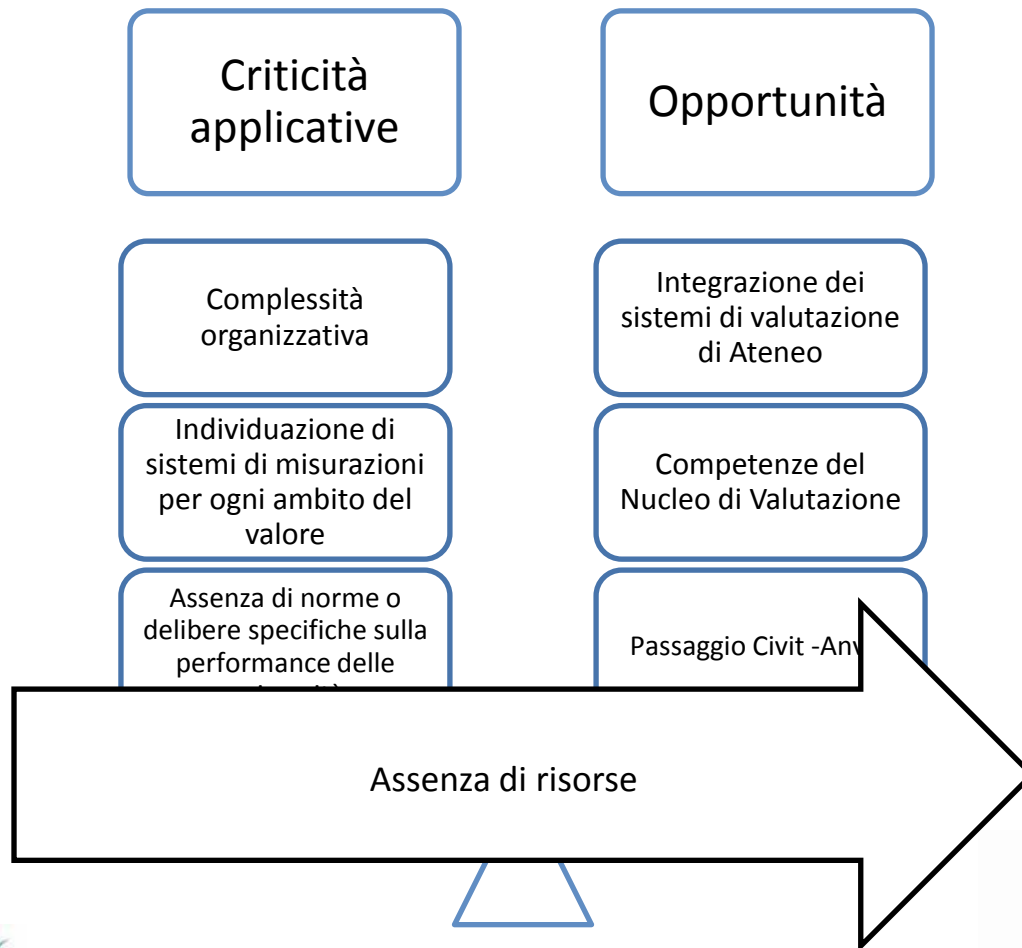 Criticità
applicative
Opportunità
Complessità
organizzativa
Integrazione dei
sistemi di valutazione
di Ateneo
Individuazione di
sistemi di misurazioni
per ogni ambito del
valore
Competenze del
Nucleo di Valutazione
Assenza di norme o
delibere specifiche sulla
performance delle
Passaggio Civit -
Assenza di risorse